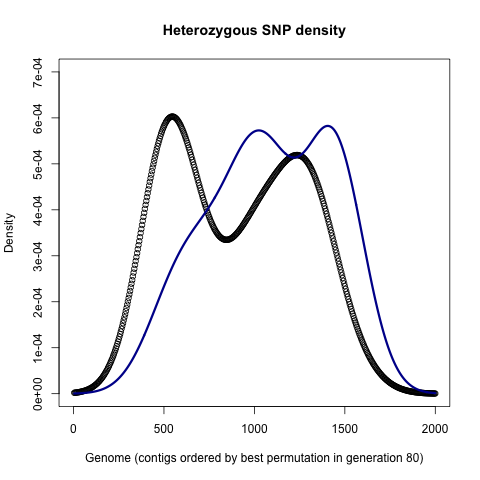 Heterozygous SNP density
Density
7e-04
6e-04
5e-04
4e-04
3e-04
2e-04
1e-04
0e+00
0 500 1000 1500 2000
Genome (contigs ordered by best permutation in generation 80)